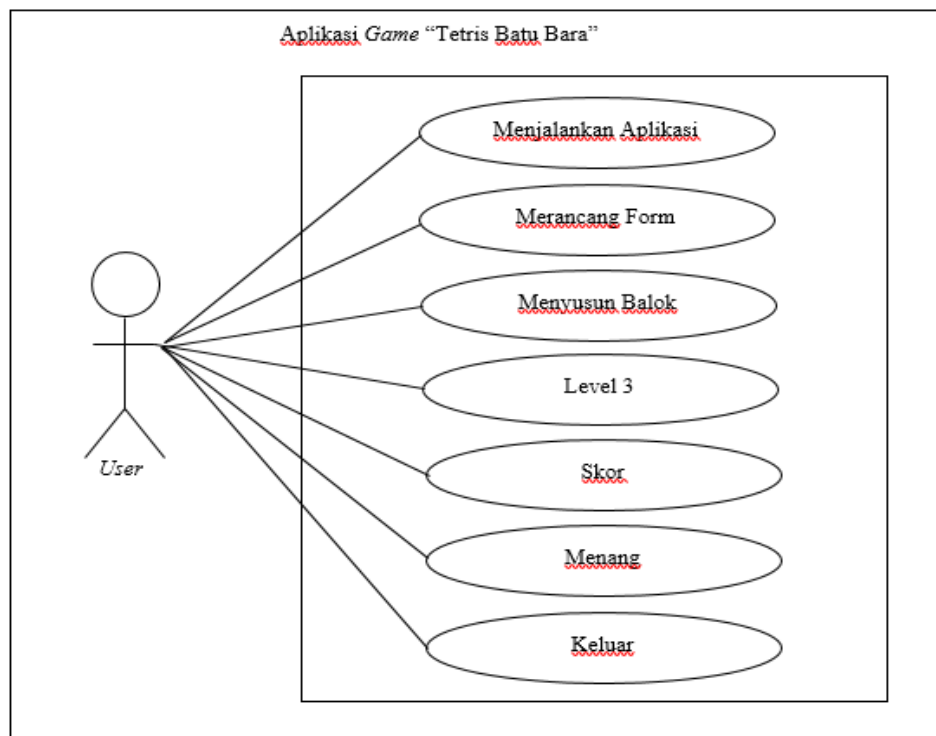 Aplikasi Game “Tetris Batu Bara”
Menjalankan Aplikasi
Merancang Form
Menyusun Balok
Level 3
Skor
Menang
Keluar
User